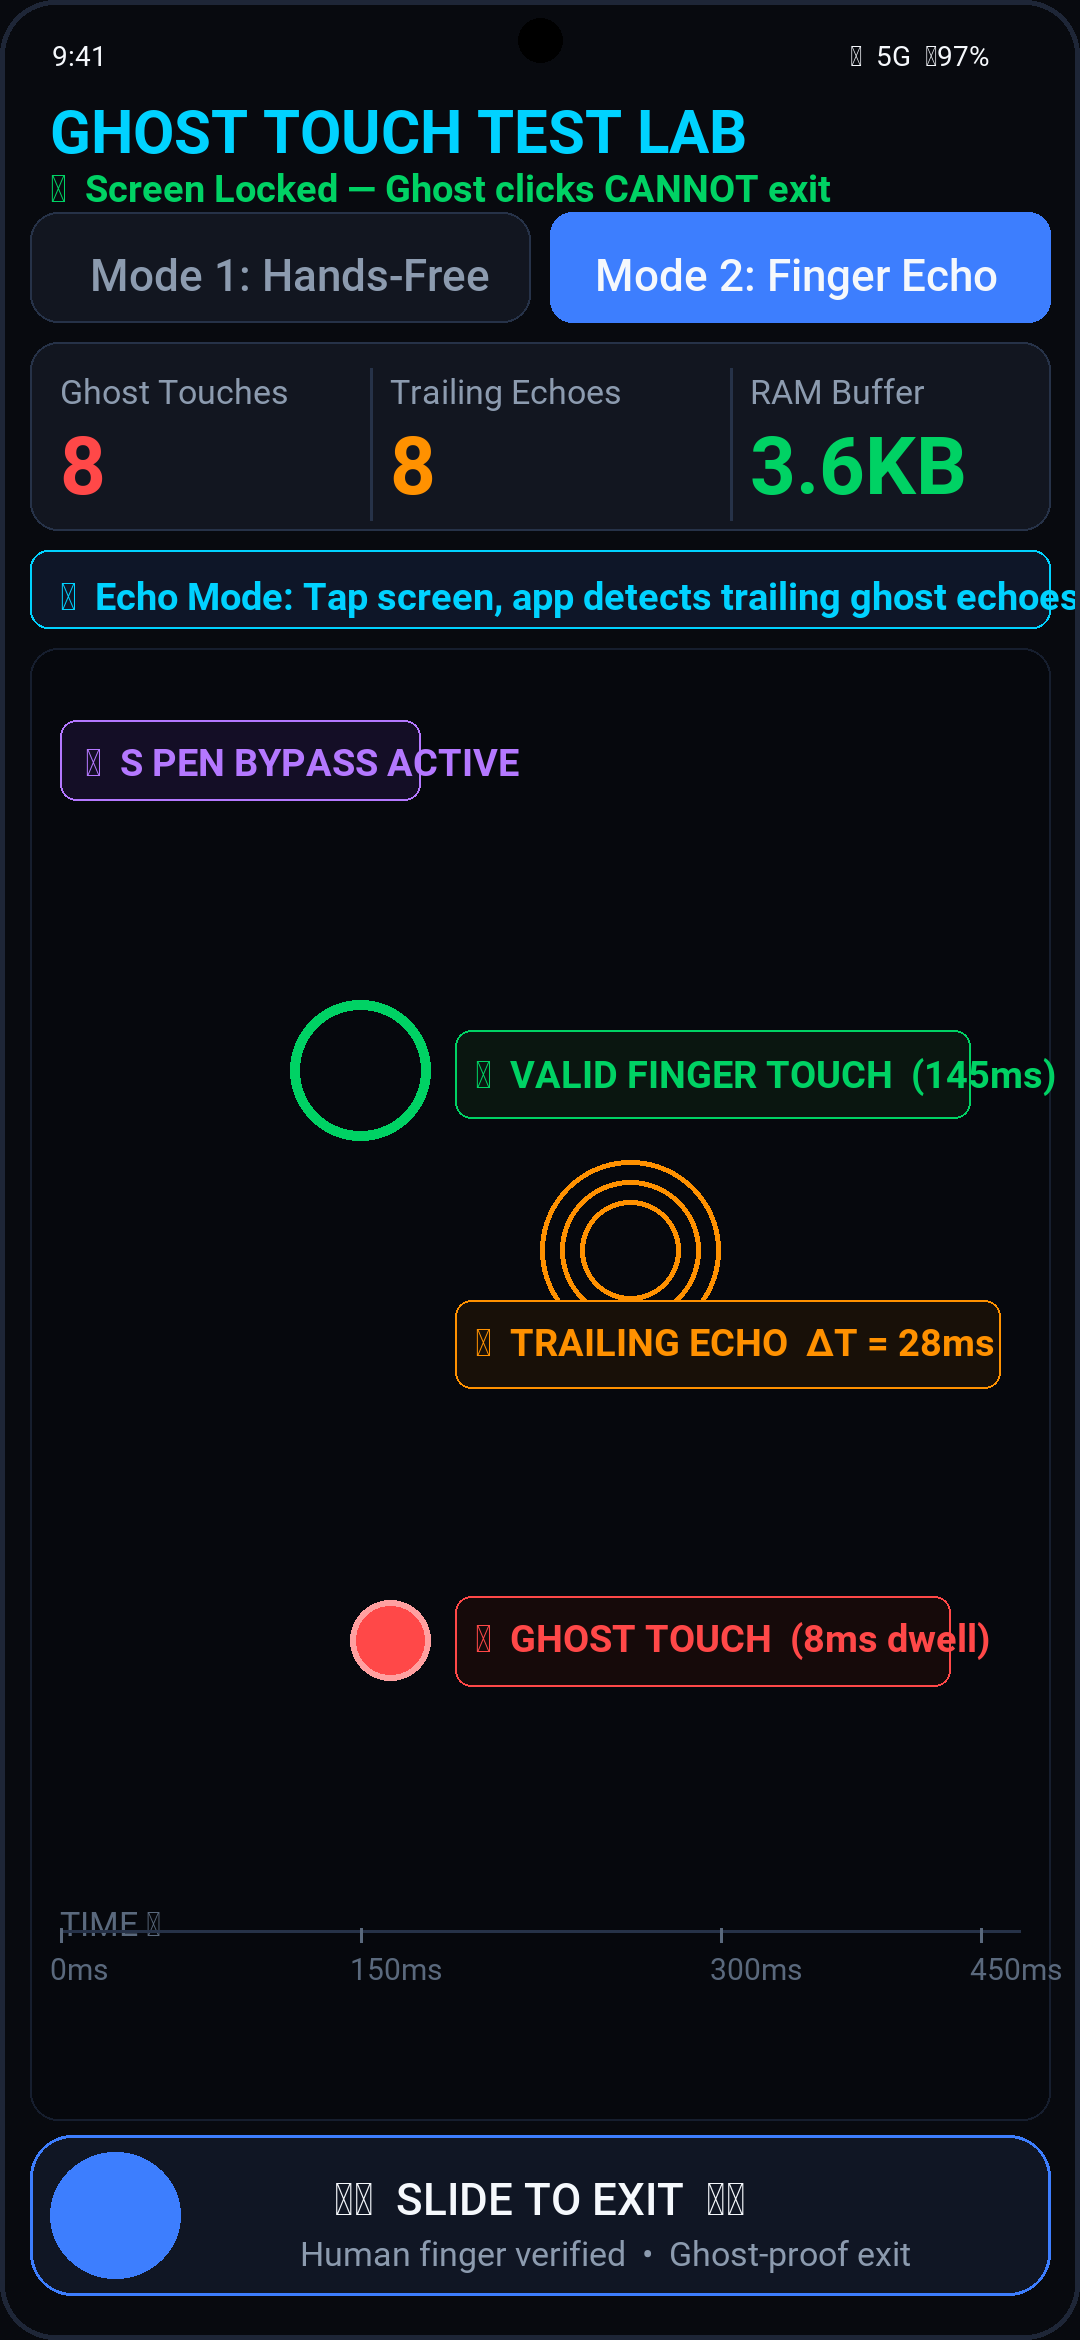 9:41
5G 97%
GHOST TOUCH TEST LAB
Screen Locked — Ghost clicks CANNOT exit
Mode 1: Hands-Free
Mode 2: Finger Echo
Ghost Touches
Trailing Echoes
RAM Buffer
8
8
3.6KB
Echo Mode: Tap screen, app detects trailing ghost echoes
S PEN BYPASS ACTIVE
VALID FINGER TOUCH (145ms)
TRAILING ECHO ΔT = 28ms
GHOST TOUCH (8ms dwell)
TIME
0ms
150ms
300ms
450ms
SLIDE TO EXIT
Human finger verified • Ghost-proof exit